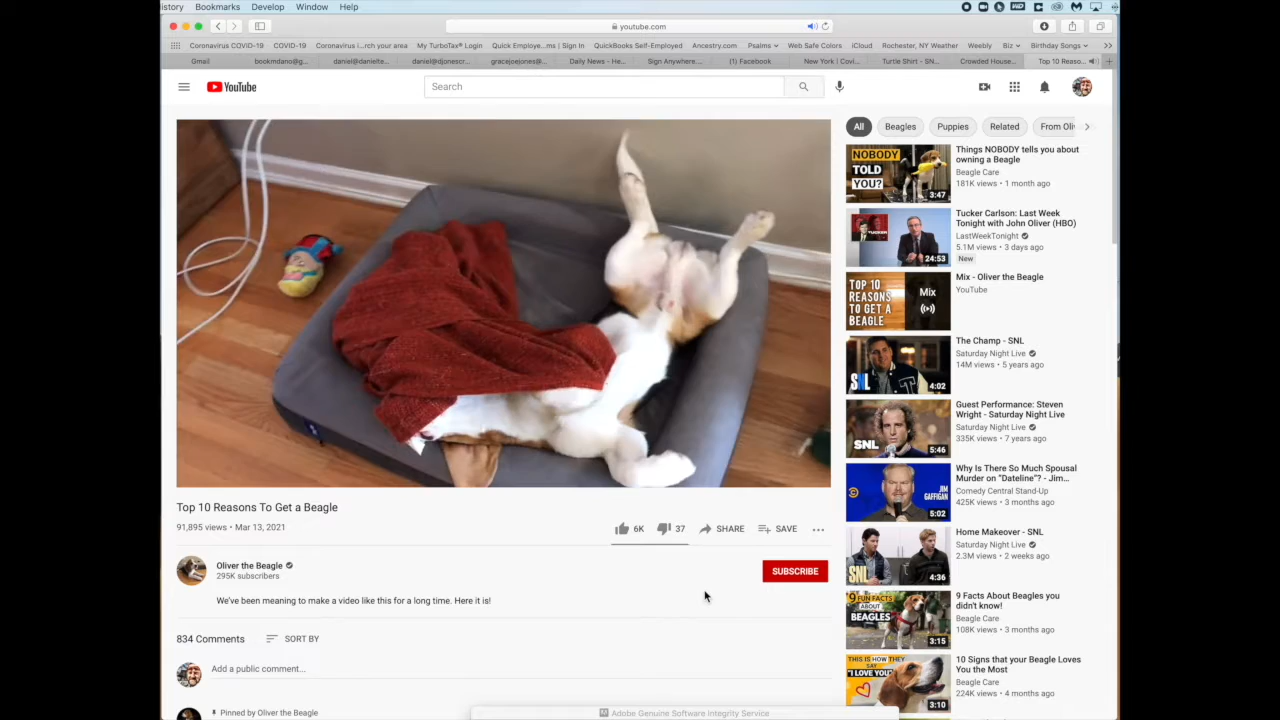 istory Bookmarks Develop Window Help
youtube.com
Coronavirus COVID-19 COVID-19 Coronavirus i...rch your area My TurboTax® Login Quick Employe...ms | Sign In QuickBooks Self-Employed Ancestry.com Psalms Web Safe Colors iCloud Rochester, NY Weather Weebly Biz Birthday Songs
Gmail bookmdano@g... daniel@danielte... daniel@djonescr... gracejoejones@... Daily News - He... Sign Anywhere.... (1) Facebook New York | Covi... Turtle Shirt - SN... Crowded House... Top 10 Reaso...
YouTube
Search
All Beagles Puppies Related From Oli
NOBODY
TOLD
YOU?
3:47
Things NOBODY tells you about
owning a Beagle
Beagle Care
181K views • 1 month ago
TUCKER
24:53
Tucker Carlson: Last Week
Tonight with John Oliver (HBO)
LastWeekTonight
5.1M views • 3 days ago
New
TOP 10
REASONS
TO GET A
BEAGLE
Mix
Mix - Oliver the Beagle
YouTube
SNL
4:02
The Champ - SNL
Saturday Night Live
14M views • 5 years ago
SNL
5:46
Guest Performance: Steven
Wright - Saturday Night Live
Saturday Night Live
335K views • 7 years ago
JIM
GAFFIGAN
5:02
Why Is There So Much Spousal
Murder on "Dateline"? - Jim...
Comedy Central Stand-Up
425K views • 3 months ago
SNL
4:36
Home Makeover - SNL
Saturday Night Live
2.3M views • 2 weeks ago
9 FUN FACTS
ABOUT
BEAGLES
3:15
9 Facts About Beagles you
didn't know!
Beagle Care
108K views • 3 months ago
THIS IS HOW THEY
SAY
"I LOVE YOU"
3:10
10 Signs that your Beagle Loves
You the Most
Beagle Care
224K views • 4 months ago
Top 10 Reasons To Get a Beagle
91,895 views • Mar 13, 2021
6K 37 SHARE SAVE
Oliver the Beagle
295K subscribers
SUBSCRIBE
We've been meaning to make a video like this for a long time. Here it is!
834 Comments SORT BY
Add a public comment...
Pinned by Oliver the Beagle
Adobe Genuine Software Integrity Service